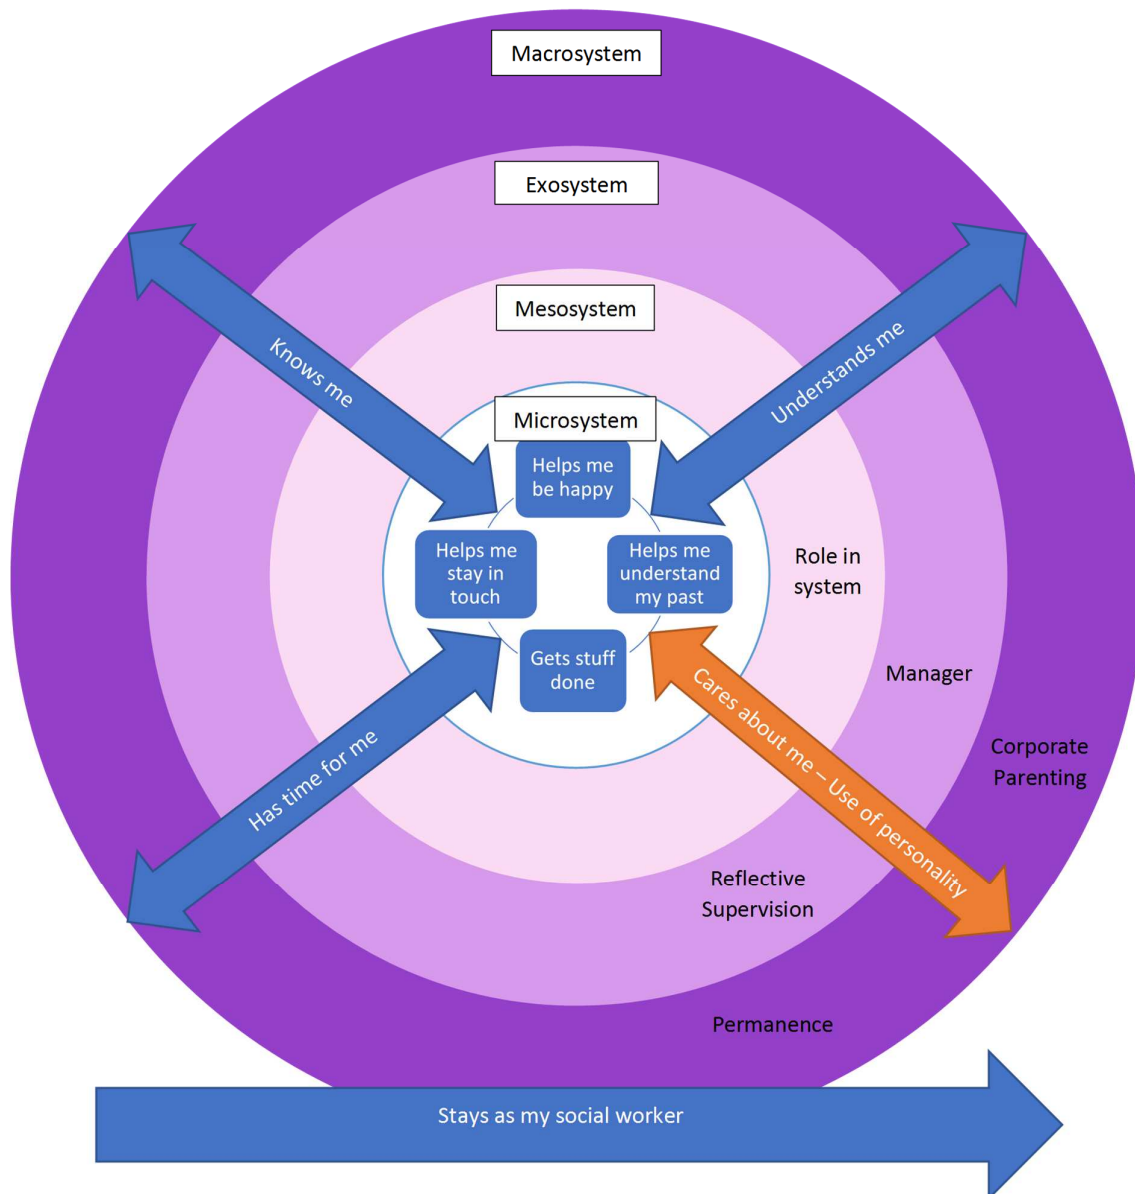 Macrosystem
Exosystem
Mesosystem
Microsystem
Knows me
Understands me
Helps me
be happy
Helps me
stay in
touch
Helps me
understand
my past
Gets stuff
done
Role in
system
Manager
Corporate
Parenting
Has time for me
Cares about me – Use of personality
Reflective
Supervision
Permanence
Stays as my social worker